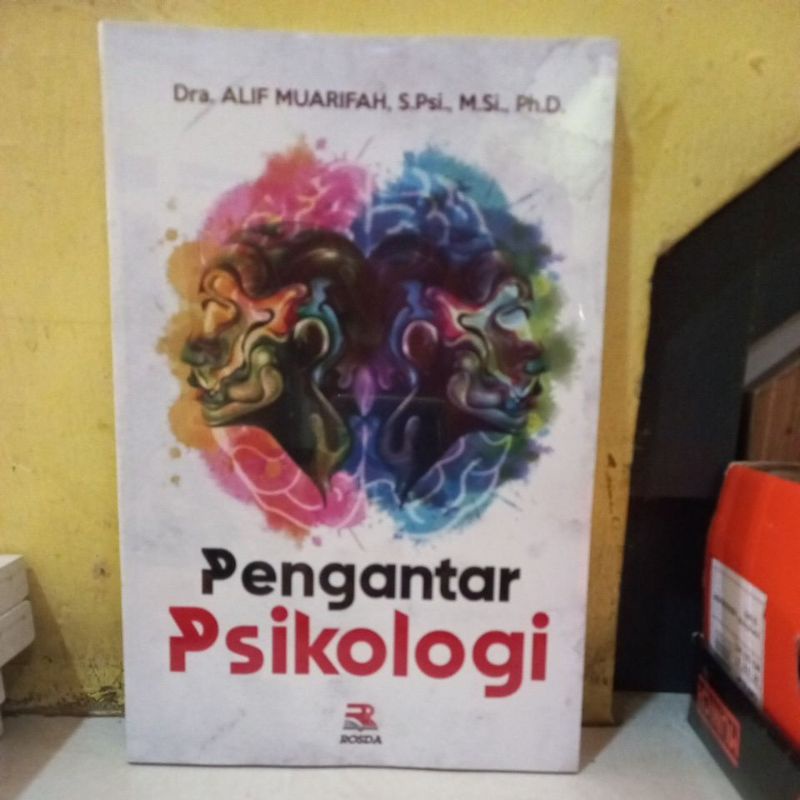 Dra. ALIF MUARIFAH, S.Psi., M.Si., Ph.D.
Pengantar
Psikologi
ROSDA